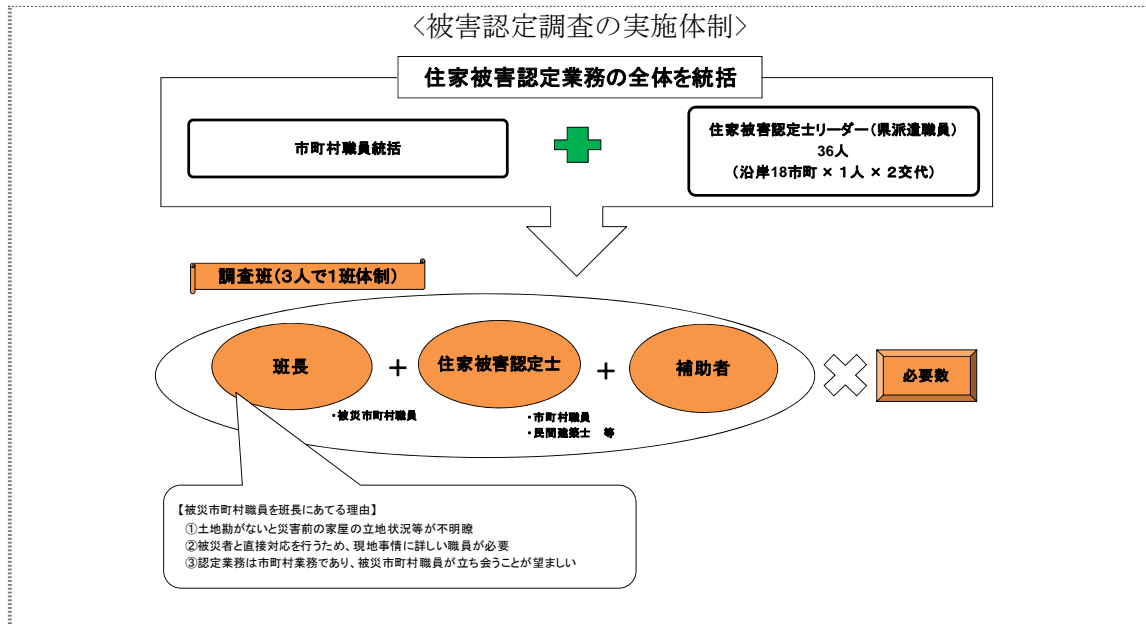 <被害認定調査の実施体制>
住家被害認定業務の全体を統括
市町村職員統括
住家被害認定士リーダー(県派遣職員)
36人
(沿岸18市町 × 1人 × 2交代)
調査班(3人で1班体制)
班長
+
住家被害認定士
+
補助者
必要数
・被災市町村職員
・市町村職員
・民間建築士 等
【被災市町村職員を班長にあてる理由】
①土地勘がないと災害前の家屋の立地状況等が不明瞭
②被災者と直接対応を行うため、現地事情に詳しい職員が必要
③認定業務は市町村業務であり、被災市町村職員が立ち会うことが望ましい